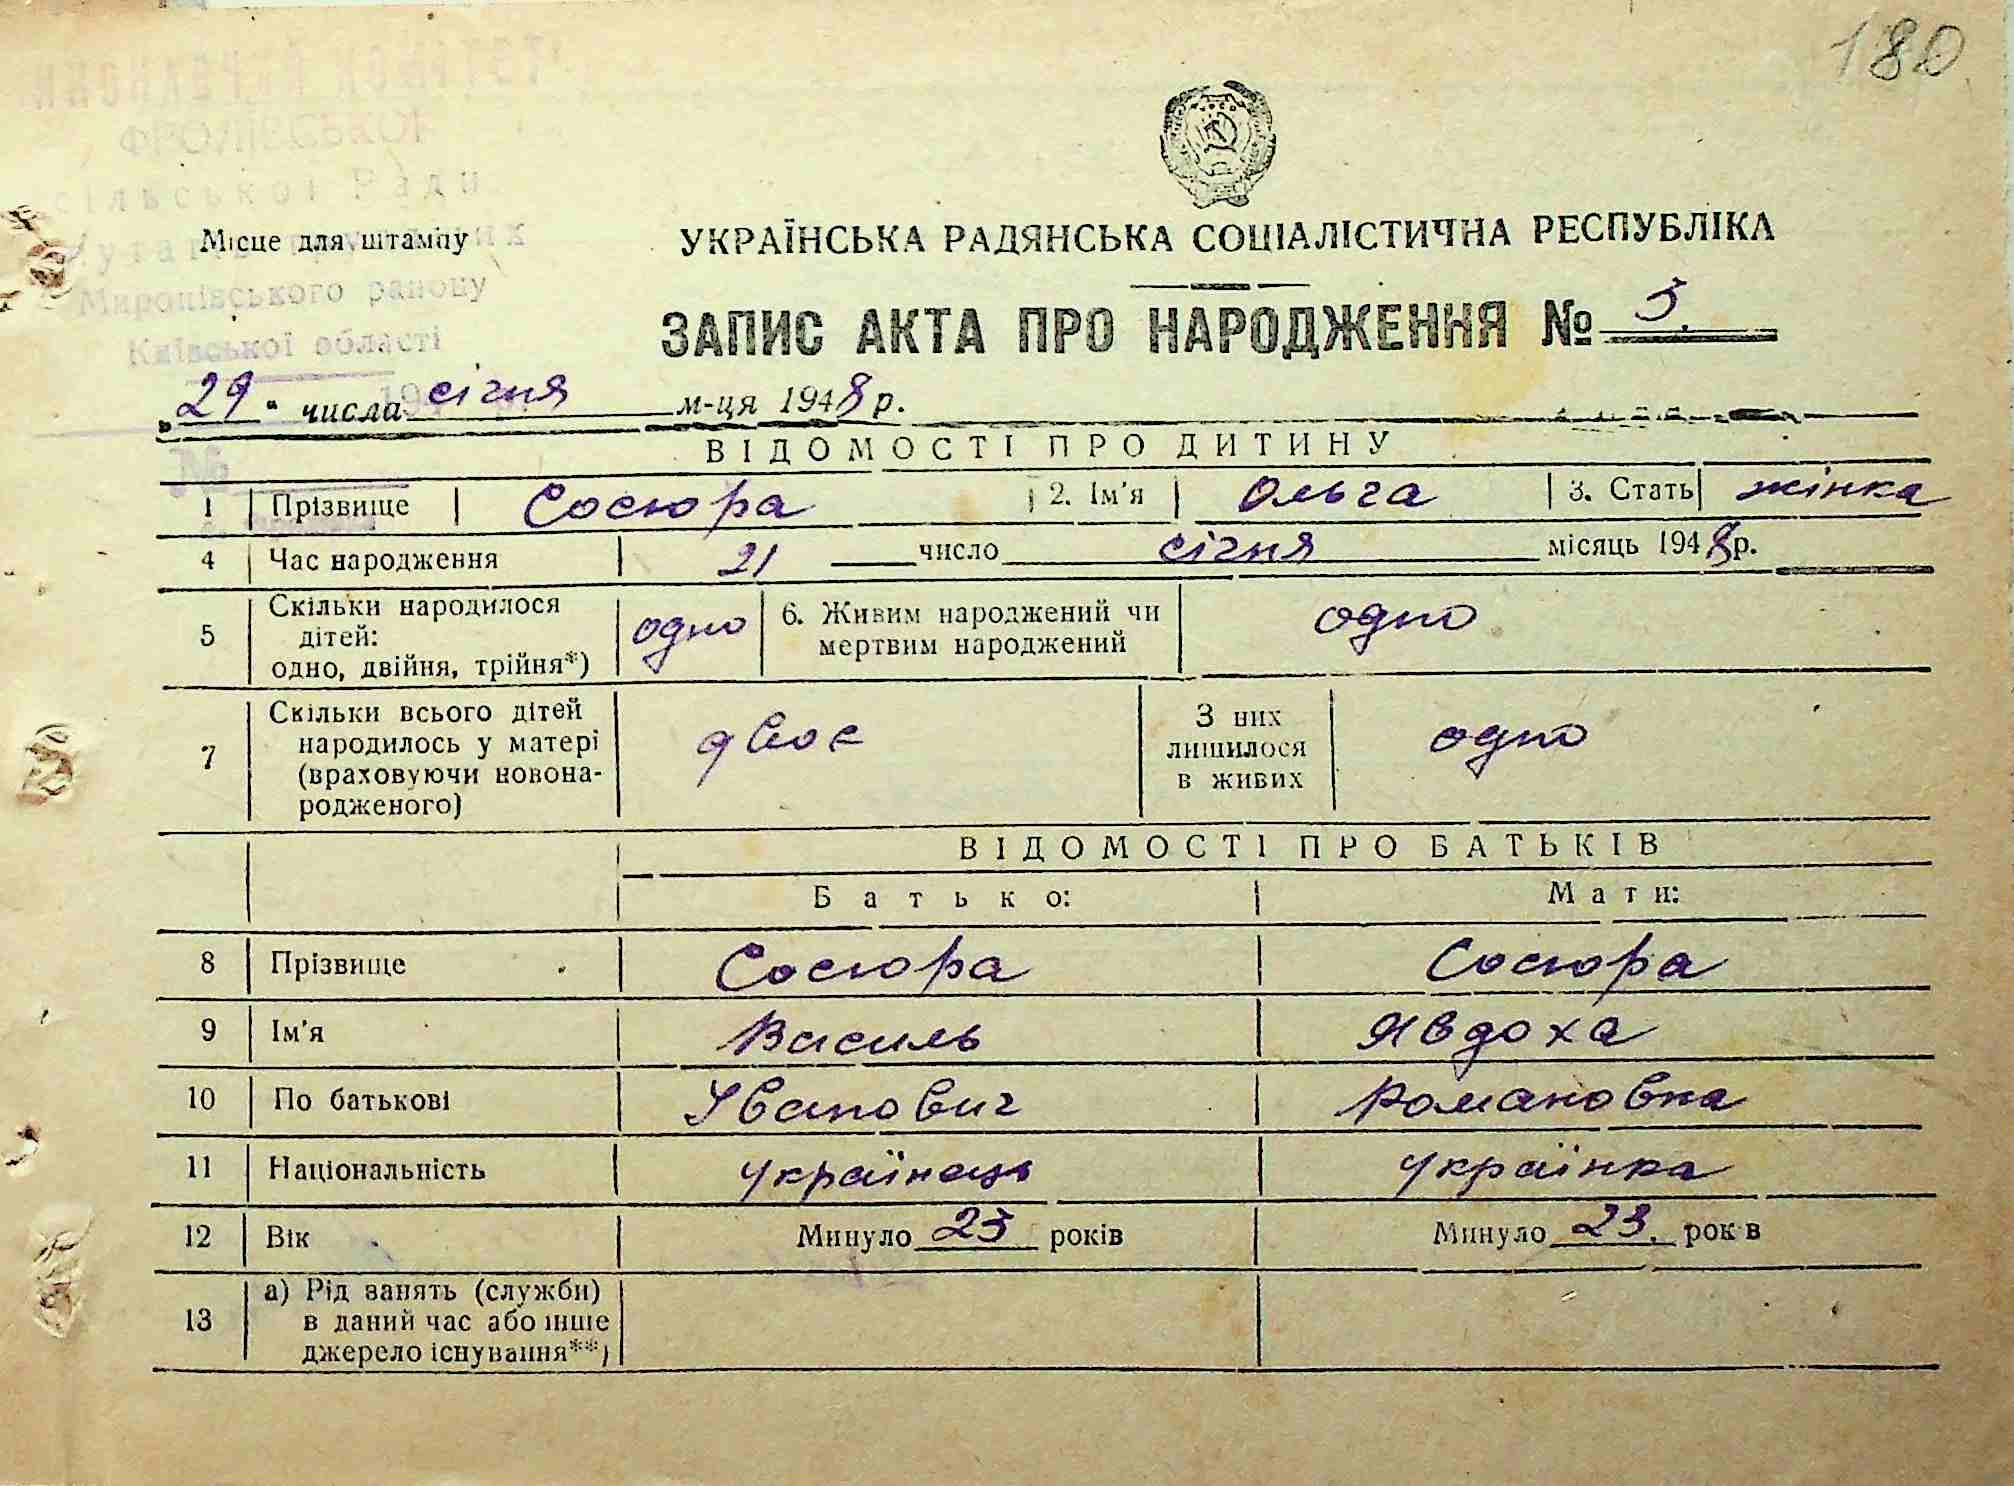 180
ФРОЛІВСЬКОЇ
сільської Ради
Місце для штампу
Миронівського району
Київської області
УКРАЇНСЬКА РАДЯНСЬКА СОЦІАЛІСТИЧНА РЕСПУБЛІКА
ЗАПИС АКТА ПРО НАРОДЖЕННЯ № 5.
„29" числа січня м-ця 1948 р.
ВІДОМОСТІ ПРО ДИТИНУ
1 Прізвище Сосюра 2. Ім'я Ольга 3. Стать жінка
4 Час народження 21 число січня місяць 1948 р.
5 Скільки народилося дітей: одно, двійня, трійня*) одно 6. Живим народжений чи мертвим народжений одно
7 Скільки всього дітей народилось у матері (враховуючи новонародженого) двоє З них лишилося в живих одно
ВІДОМОСТІ ПРО БАТЬКІВ
Батько: Мати:
8 Прізвище Сосюра Сосюра
9 Ім'я Василь Явдоха
10 По батькові Іванович Романовна
11 Національність українець українка
12 Вік Минуло 23 років Минуло 23. рок в
13 а) Рід занять (служби) в даний час або інше джерело існування**)